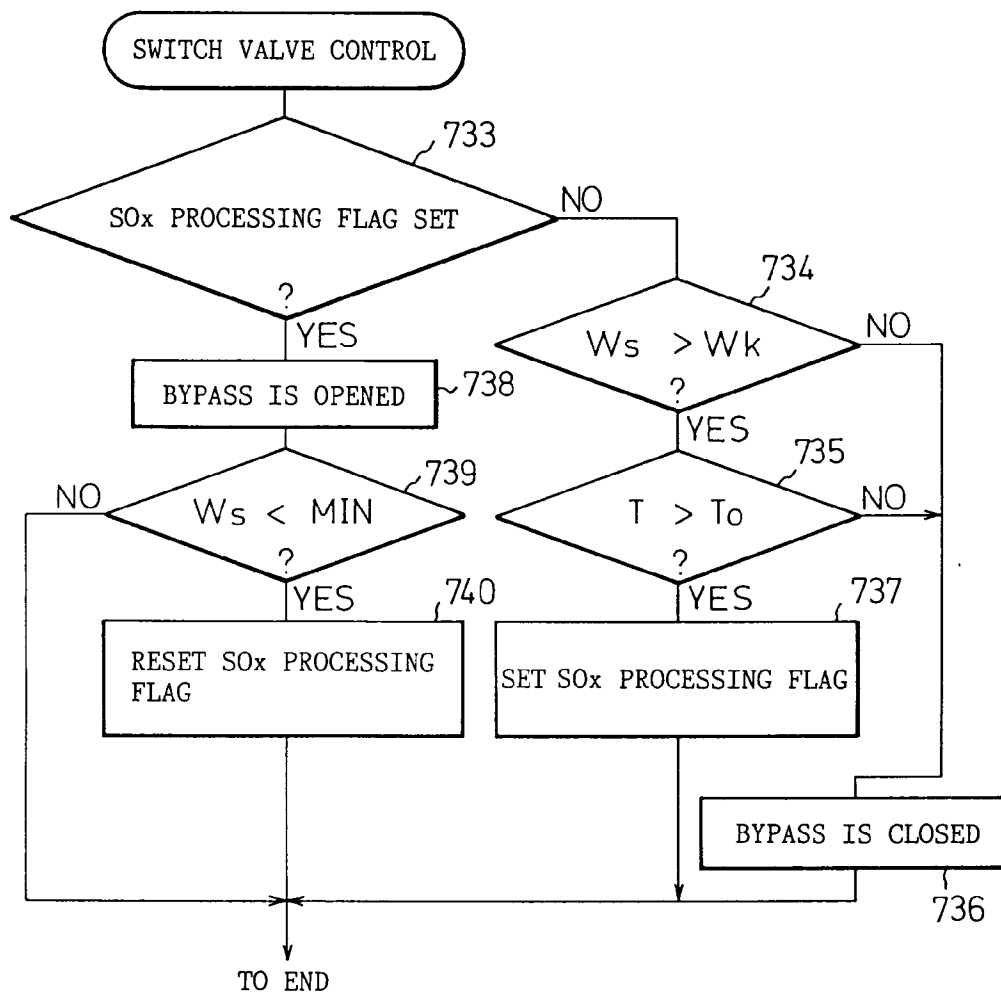 SWITCH VALVE CONTROL
733
SOx PROCESSING FLAG SET
?
NO
YES
734
Ws > Wk
?
NO
YES
738
BYPASS IS OPENED
739
NO
Ws < MIN
?
YES
735
T > To
?
NO
YES
740
RESET SOx PROCESSING
FLAG
737
SET SOx PROCESSING FLAG
BYPASS IS CLOSED
736
TO END